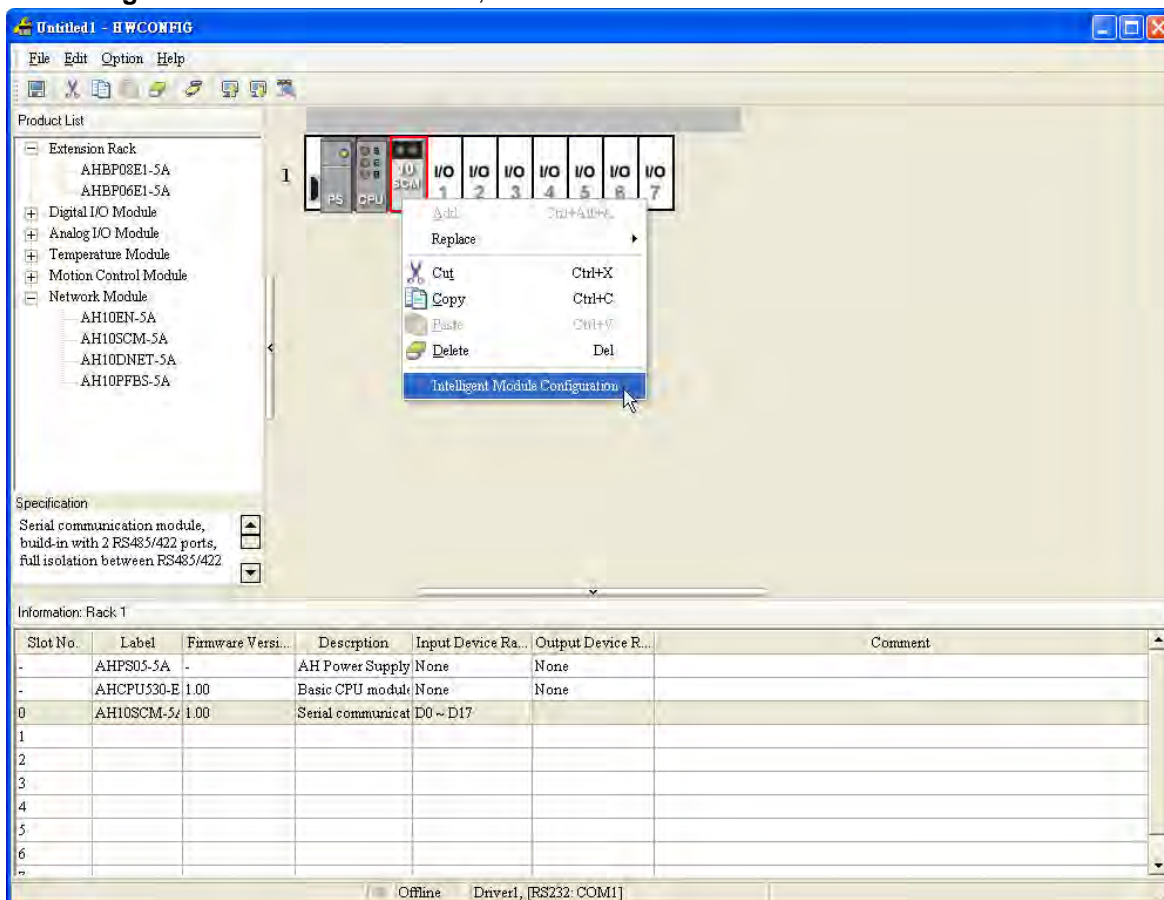 Untitled1 - HWCONFIG
File Edit Option Help
Product List
Extension Rack
AHBP08E1-5A
AHBP06E1-5A
Digital I/O Module
Analog I/O Module
Temperature Module
Motion Control Module
Network Module
AH10EN-5A
AH10SCM-5A
AH10DNET-5A
AH10PFBS-5A
1
PS CPU 10 SCM I/O 1 I/O 2 I/O 3 I/O 4 I/O 5 I/O 6 I/O 7
Add Ctrl+Alt+A
Replace
Cut Ctrl+X
Copy Ctrl+C
Paste Ctrl+V
Delete Del
Intelligent Module Configuration
Specification
Serial communication module,
build-in with 2 RS485/422 ports,
full isolation between RS485/422
Information: Rack 1
Slot No. Label Firmware Versi... Descrption Input Device Ra... Output Device R... Comment
- AHPS05-5A - AH Power Supply None None
- AHCPU530-E 1.00 Basic CPU module None None
0 AH10SCM-5A 1.00 Serial communicat D0 ~ D17
1
2
3
4
5
6
Offline Driver1, [RS232: COM1]